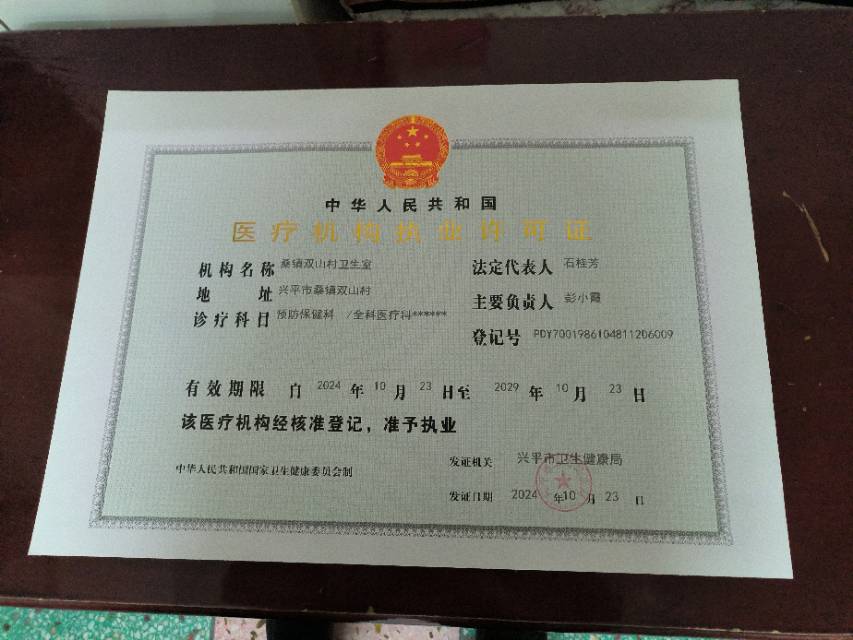 中华人民共和国
医疗机构执业许可证
机构名称 桑镇双山村卫生室
法定代表人 石桂芳
地 址 兴平市桑镇双山村
主要负责人 彭小霞
诊疗科目 预防保健科 /全科医疗科******
登记号 PDY7001986104811206009
有效期限 自 2024 年 10 月 23 日至 2029 年 10 月 23 日
该医疗机构经核准登记，准予执业
发证机关 兴平市卫生健康局
中华人民共和国国家卫生健康委员会制
发证日期 2024 年 10 月 23 日